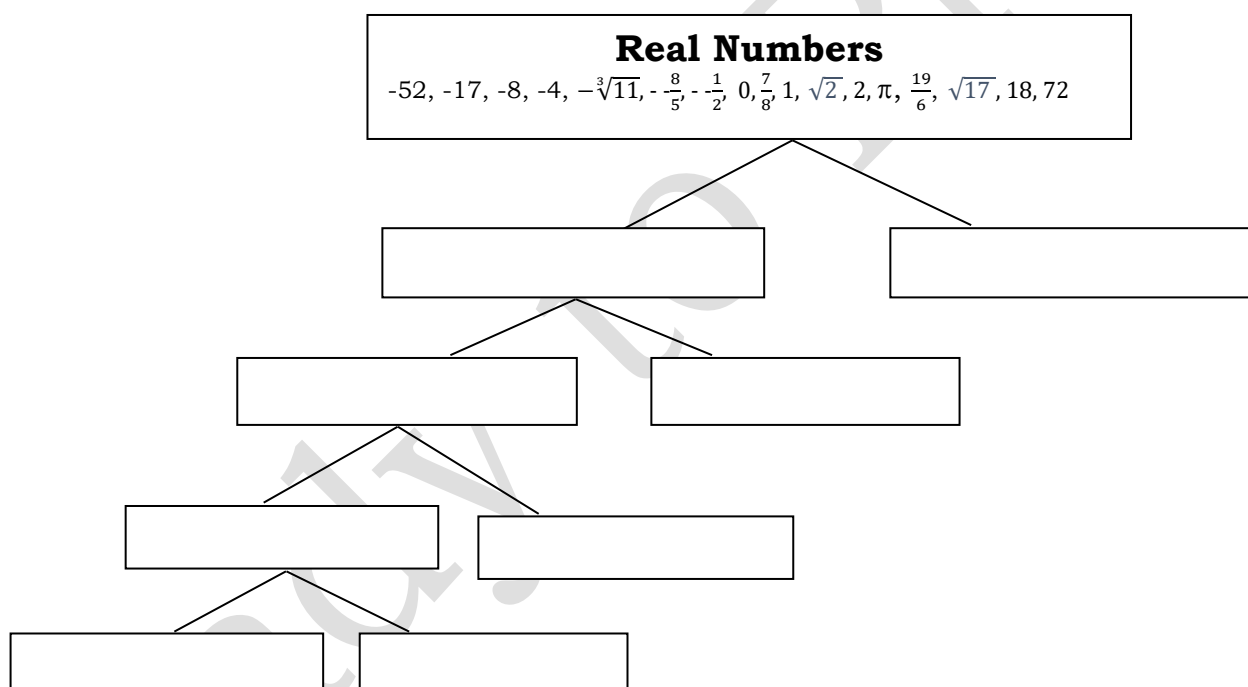 Real Numbers
-52, -17, -8, -4, −∛11, - -8/5, - -1/2, 0, 7/8, 1, √2, 2, π, 19/6, √17, 18, 72